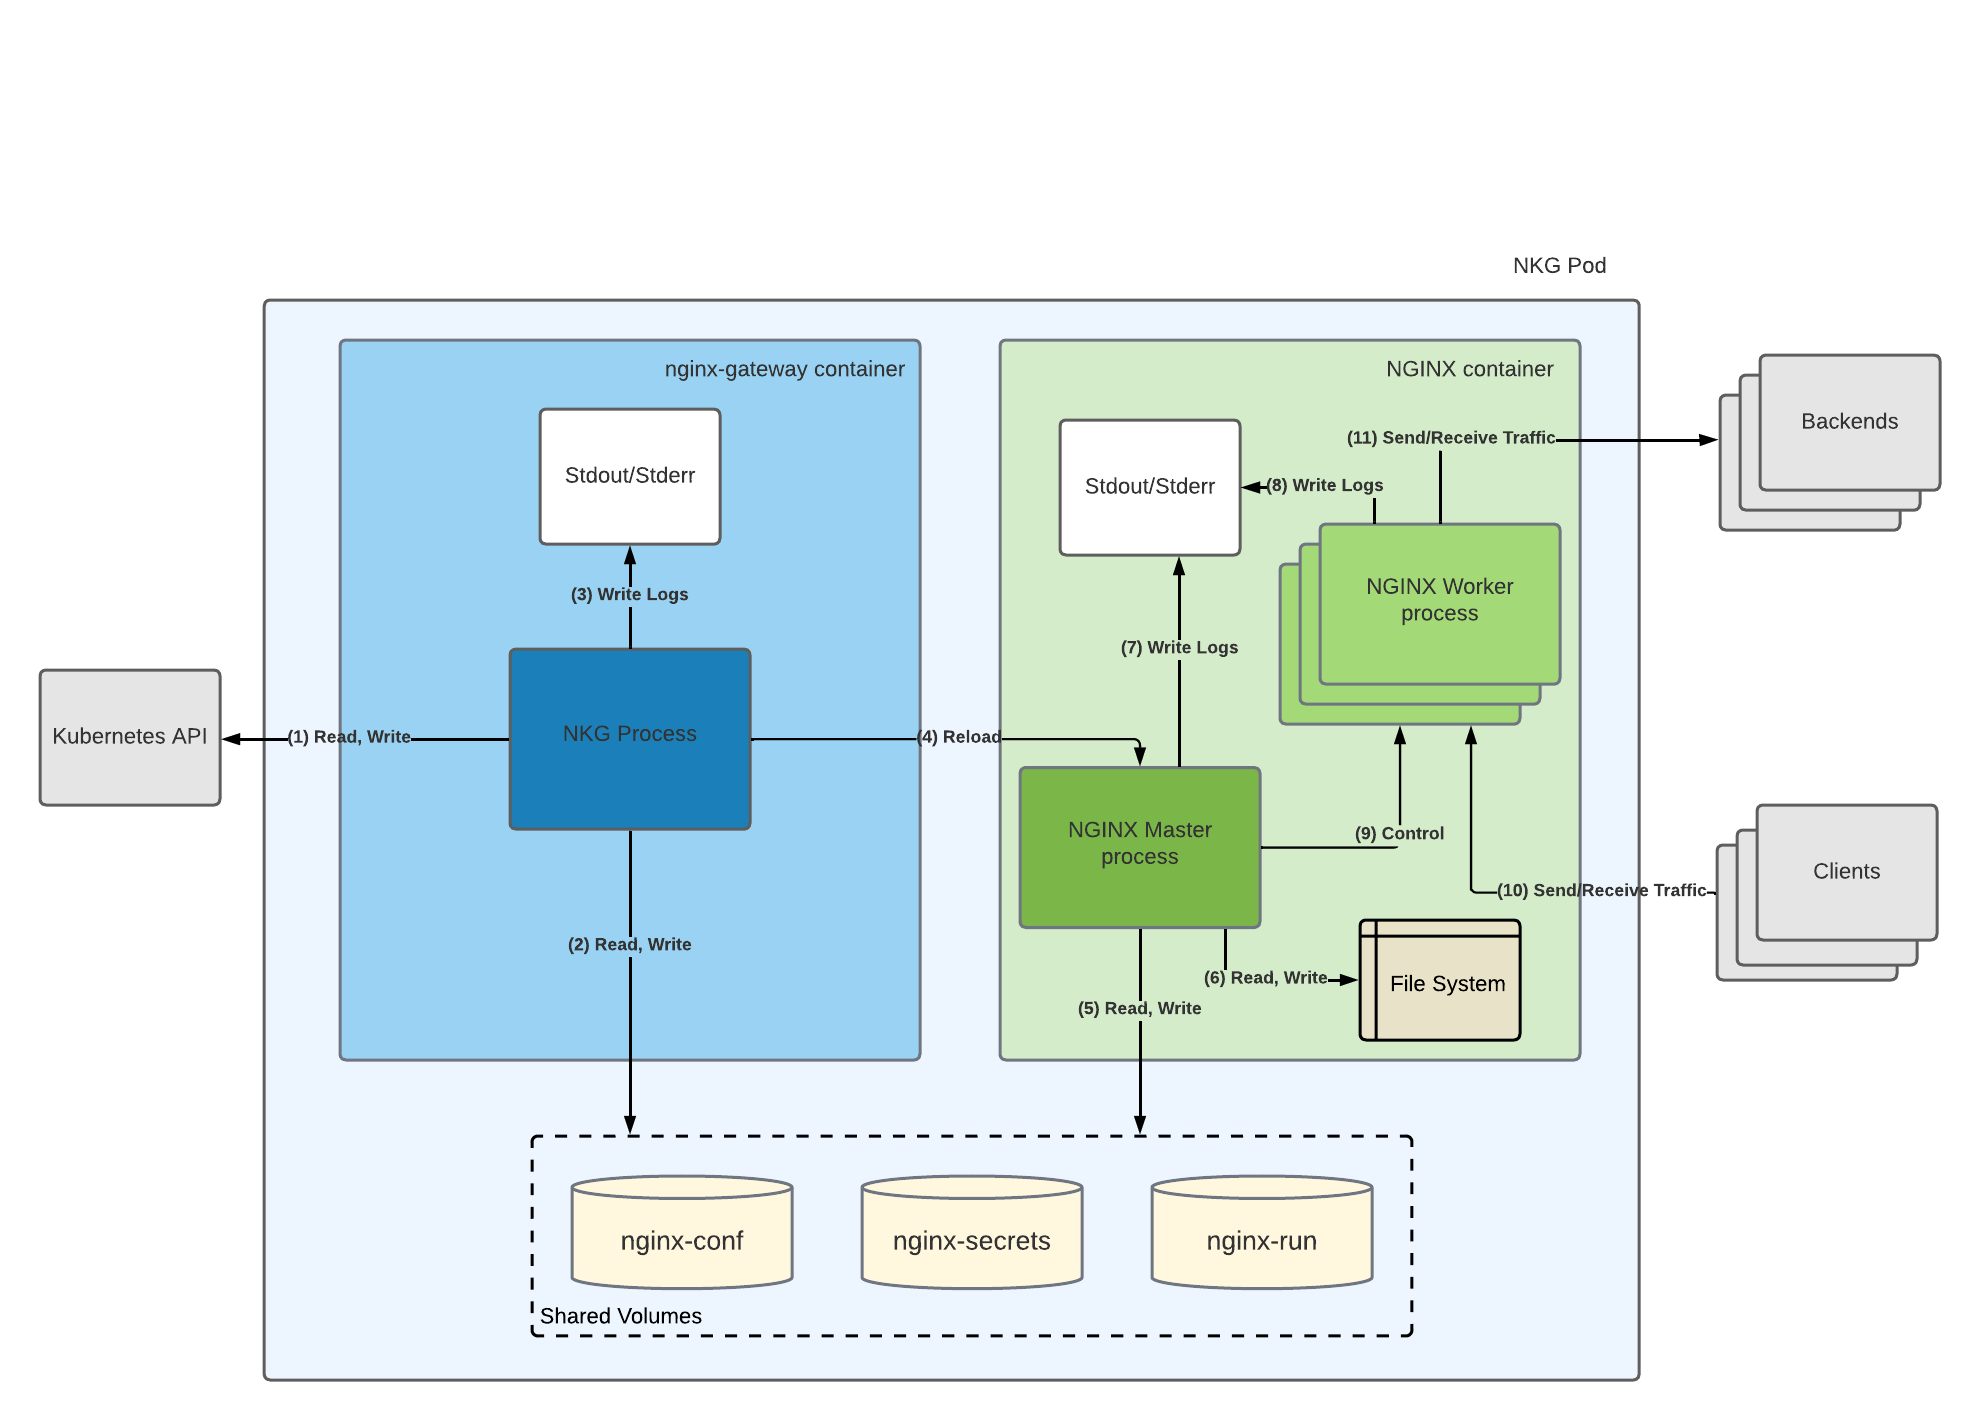 NKG Pod
nginx-gateway container
NGINX container
Stdout/Stderr
Stdout/Stderr
(11) Send/Receive Traffic
Backends
(8) Write Logs
NGINX Worker
process
(3) Write Logs
(7) Write Logs
Kubernetes API
(1) Read, Write
NKG Process
(4) Reload
NGINX Master
process
(9) Control
(10) Send/Receive Traffic
Clients
(2) Read, Write
(6) Read, Write
File System
(5) Read, Write
nginx-conf
nginx-secrets
nginx-run
Shared Volumes